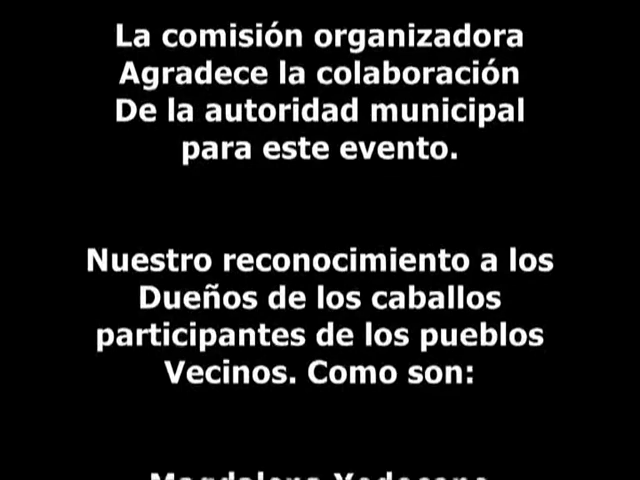 La comisión organizadora
Agradece la colaboración
De la autoridad municipal
para este evento.
Nuestro reconocimiento a los
Dueños de los caballos
participantes de los pueblos
Vecinos. Como son:
Magdalena